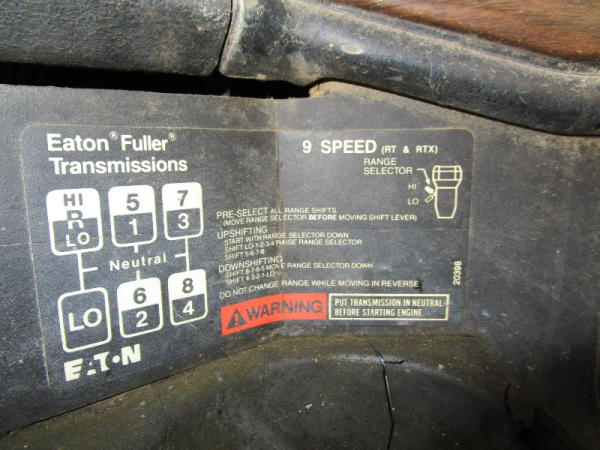 Eaton® Fuller®
Transmissions
HI
R
LO
5
1
7
3
Neutral
LO
6
2
8
4
EATON
9 SPEED (RT & RTX)
RANGE
SELECTOR
HI
LO
PRE-SELECT ALL RANGE SHIFTS
(MOVE RANGE SELECTOR BEFORE MOVING SHIFT LEVER)
UPSHIFTING
START WITH RANGE SELECTOR DOWN
SHIFT LO-1-2-3-4 RAISE RANGE SELECTOR
SHIFT 5-6-7-8
DOWNSHIFTING
SHIFT 8-7-6-5 MOVE RANGE SELECTOR DOWN
SHIFT 4-3-2-1-LO
DO NOT CHANGE RANGE WHILE MOVING IN REVERSE
WARNING
PUT TRANSMISSION IN NEUTRAL
BEFORE STARTING ENGINE
20398